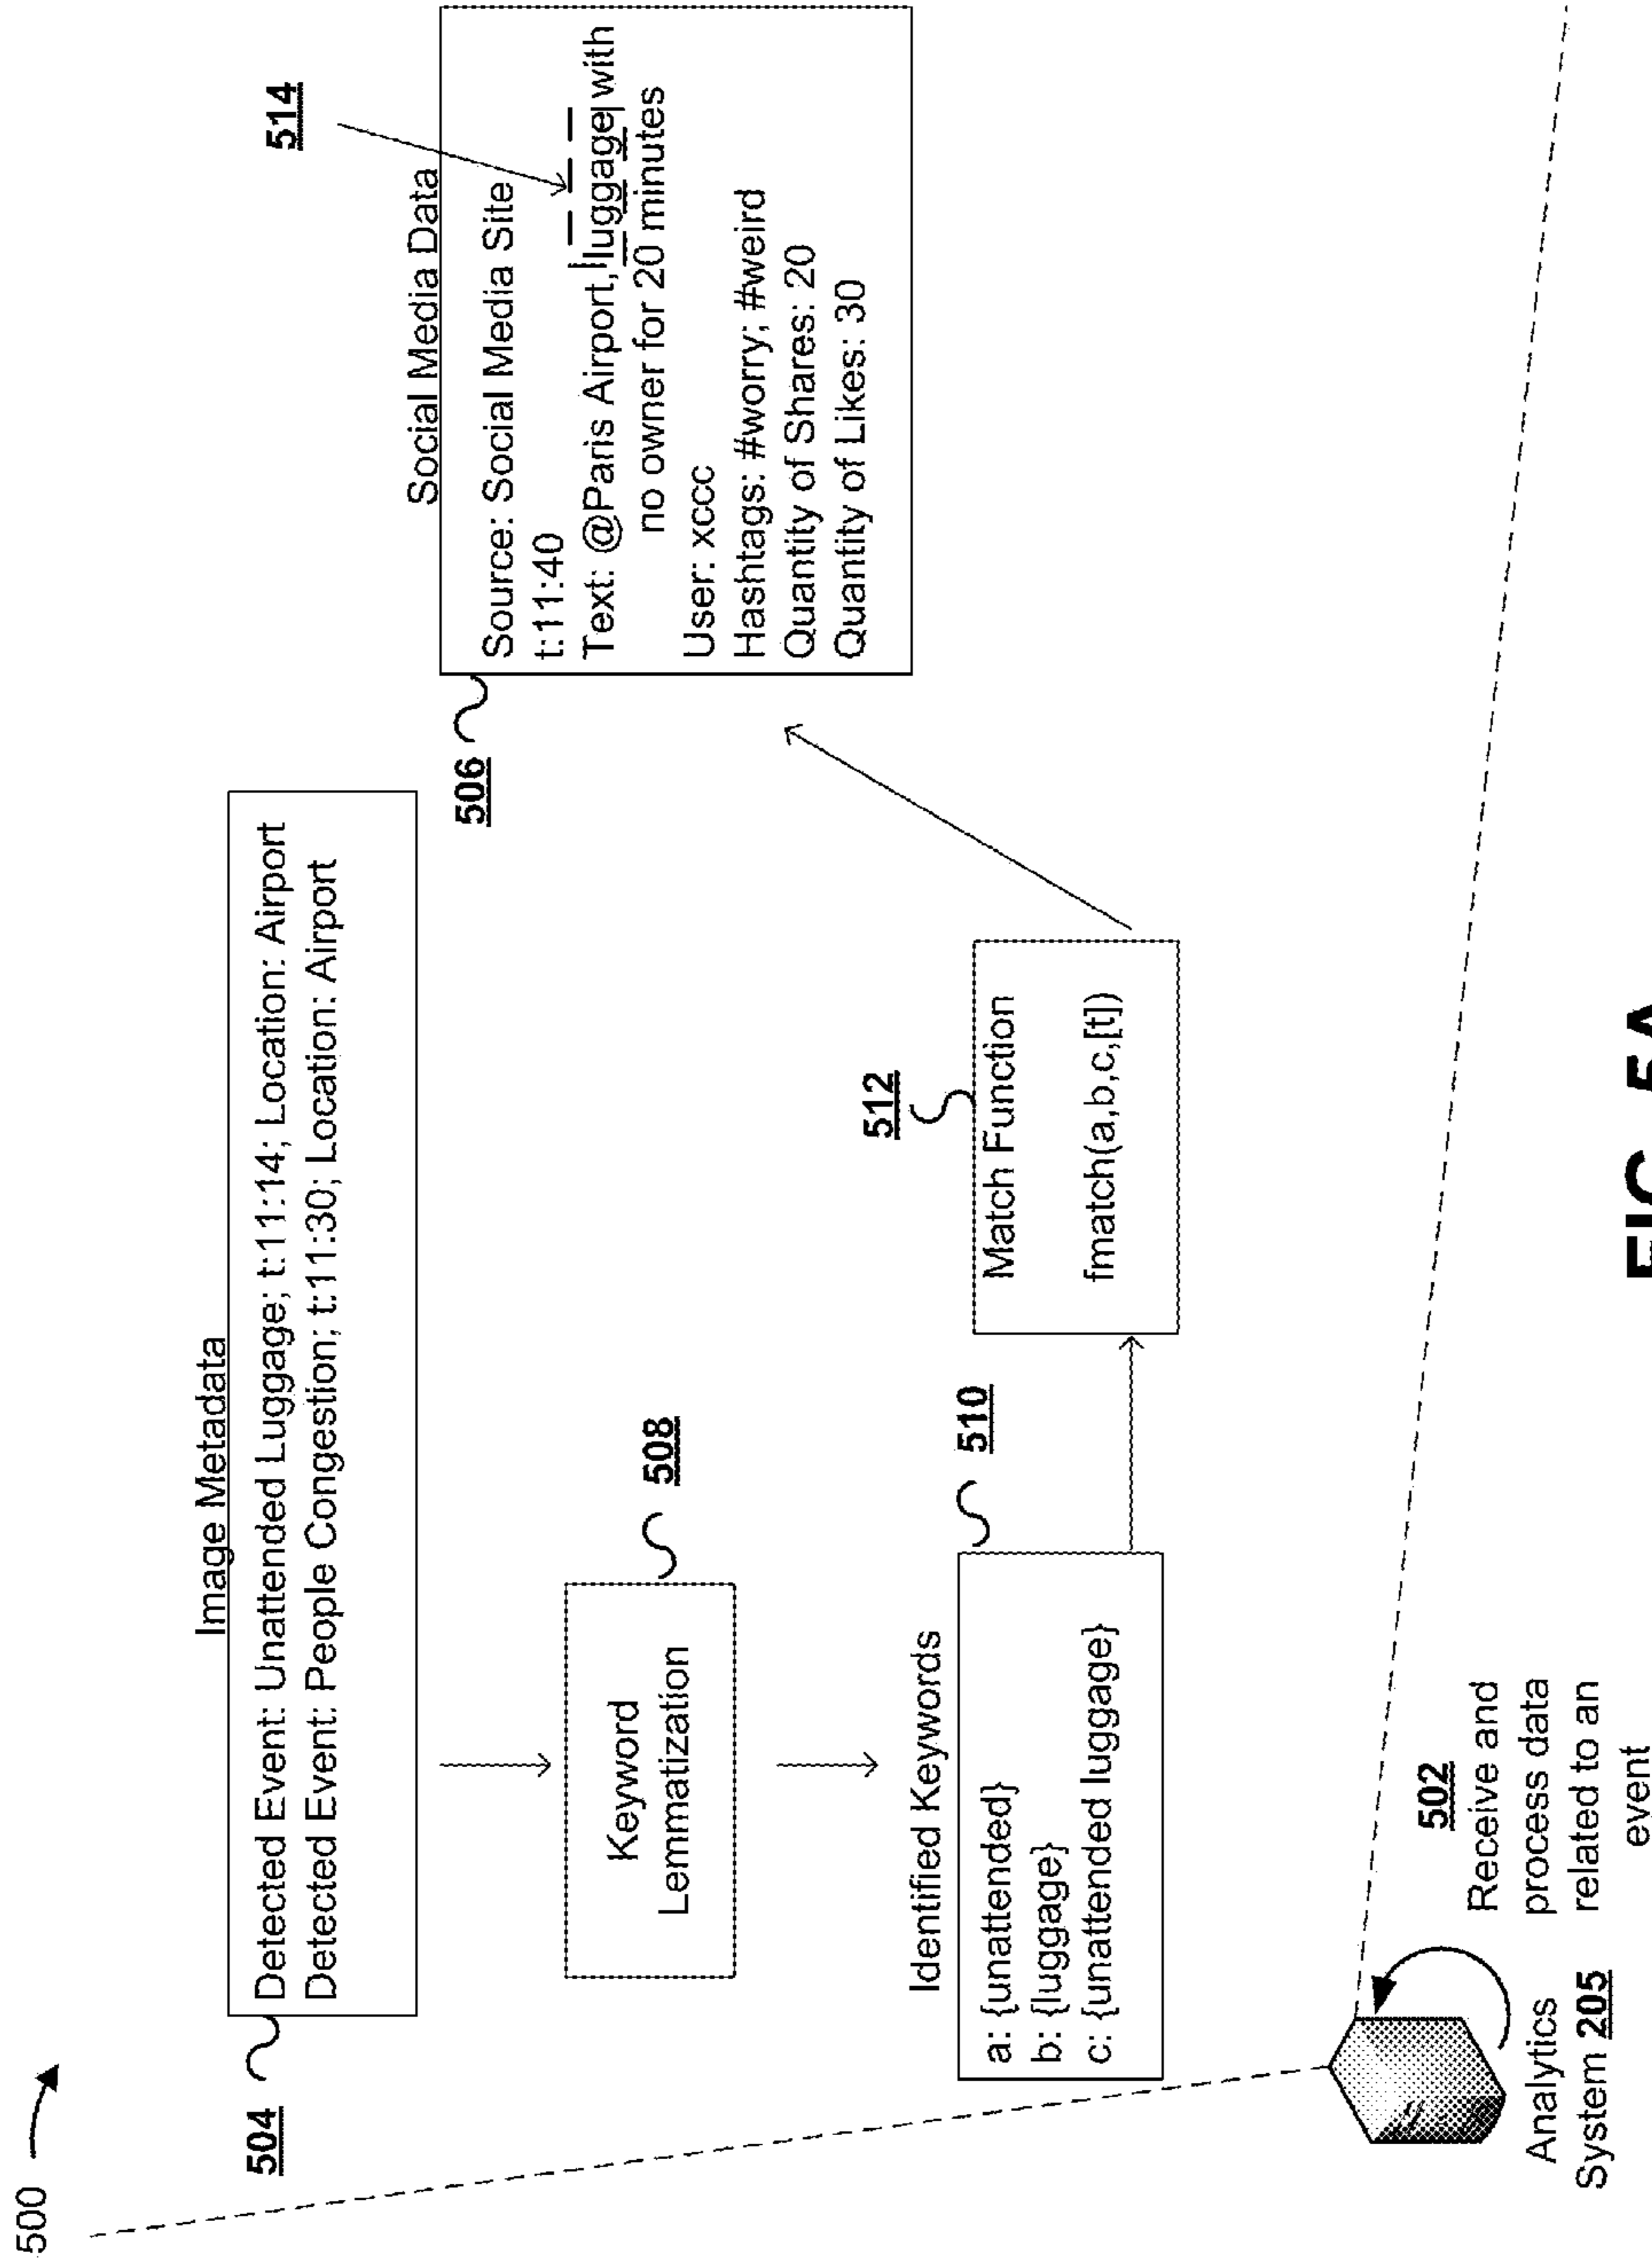 500
Image Metadata
504
Detected Event: Unattended Luggage; t:11:14; Location: Airport
Detected Event: People Congestion; t:11:30; Location: Airport
Keyword
Lemmatization
508
Identified Keywords
510
a: {unattended}
b: {luggage}
c: {unattended luggage}
512
Match Function
fmatch(a,b,c,[t])
506
Social Media Data
514
Source: Social Media Site
t:11:40
Text: @Paris Airport, luggage with
no owner for 20 minutes
User: xccc
Hashtags: #worry; #weird
Quantity of Shares: 20
Quantity of Likes: 30
Analytics
System 205
502
Receive and
process data
related to an
event
FIG. 5A